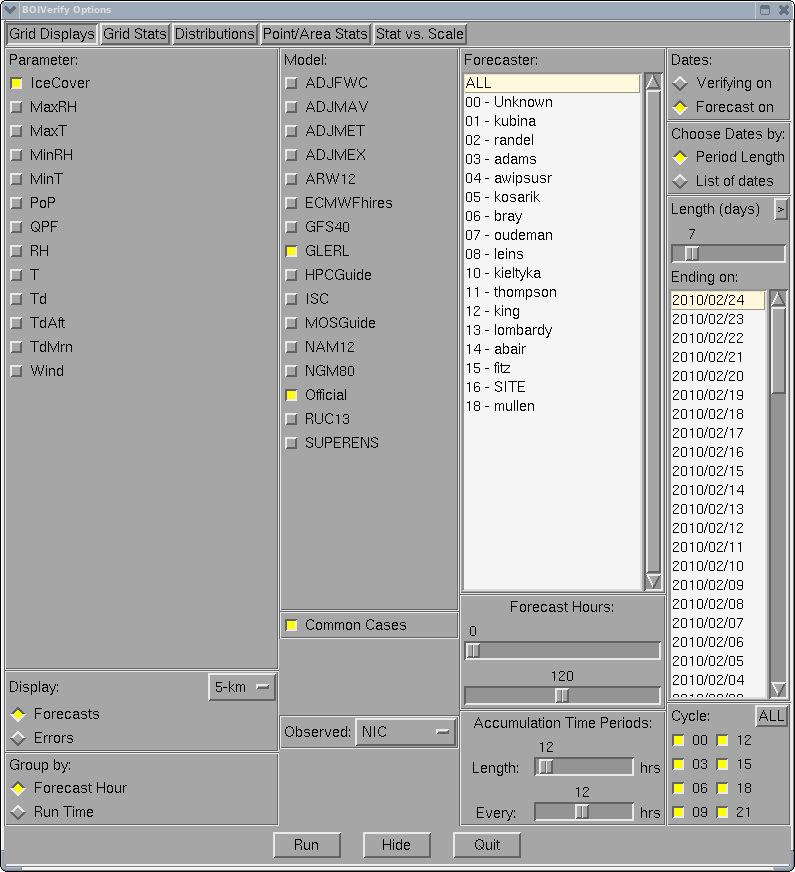 BOIVerify Options
Grid Displays Grid Stats Distributions Point/Area Stats Stat vs. Scale
Parameter:
IceCover
MaxRH
MaxT
MinRH
MinT
PoP
QPF
RH
T
Td
TdAft
TdMrn
Wind
Display: 5-km
Forecasts
Errors
Group by:
Forecast Hour
Run Time
Model:
ADJFWC
ADJMAV
ADJMET
ADJMEX
ARW12
ECMWFhires
GFS40
GLERL
HPCGuide
ISC
MOSGuide
NAM12
NGM80
Official
RUC13
SUPERENS
Common Cases
Observed: NIC
Forecaster:
ALL
00 - Unknown
01 - kubina
02 - randel
03 - adams
04 - awipsusr
05 - kosarik
06 - bray
07 - oudeman
08 - leins
10 - kieltyka
11 - thompson
12 - king
13 - lombardy
14 - abair
15 - fitz
16 - SITE
18 - mullen
Forecast Hours:
0
120
Accumulation Time Periods:
12
Length: hrs
12
Every: hrs
Dates:
Verifying on
Forecast on
Choose Dates by:
Period Length
List of dates
Length (days) >
7
Ending on:
2010/02/24
2010/02/23
2010/02/22
2010/02/21
2010/02/20
2010/02/19
2010/02/18
2010/02/17
2010/02/16
2010/02/15
2010/02/14
2010/02/13
2010/02/12
2010/02/11
2010/02/10
2010/02/09
2010/02/08
2010/02/07
2010/02/06
2010/02/05
2010/02/04
Cycle: ALL
00 12
03 15
06 18
09 21
Run Hide Quit